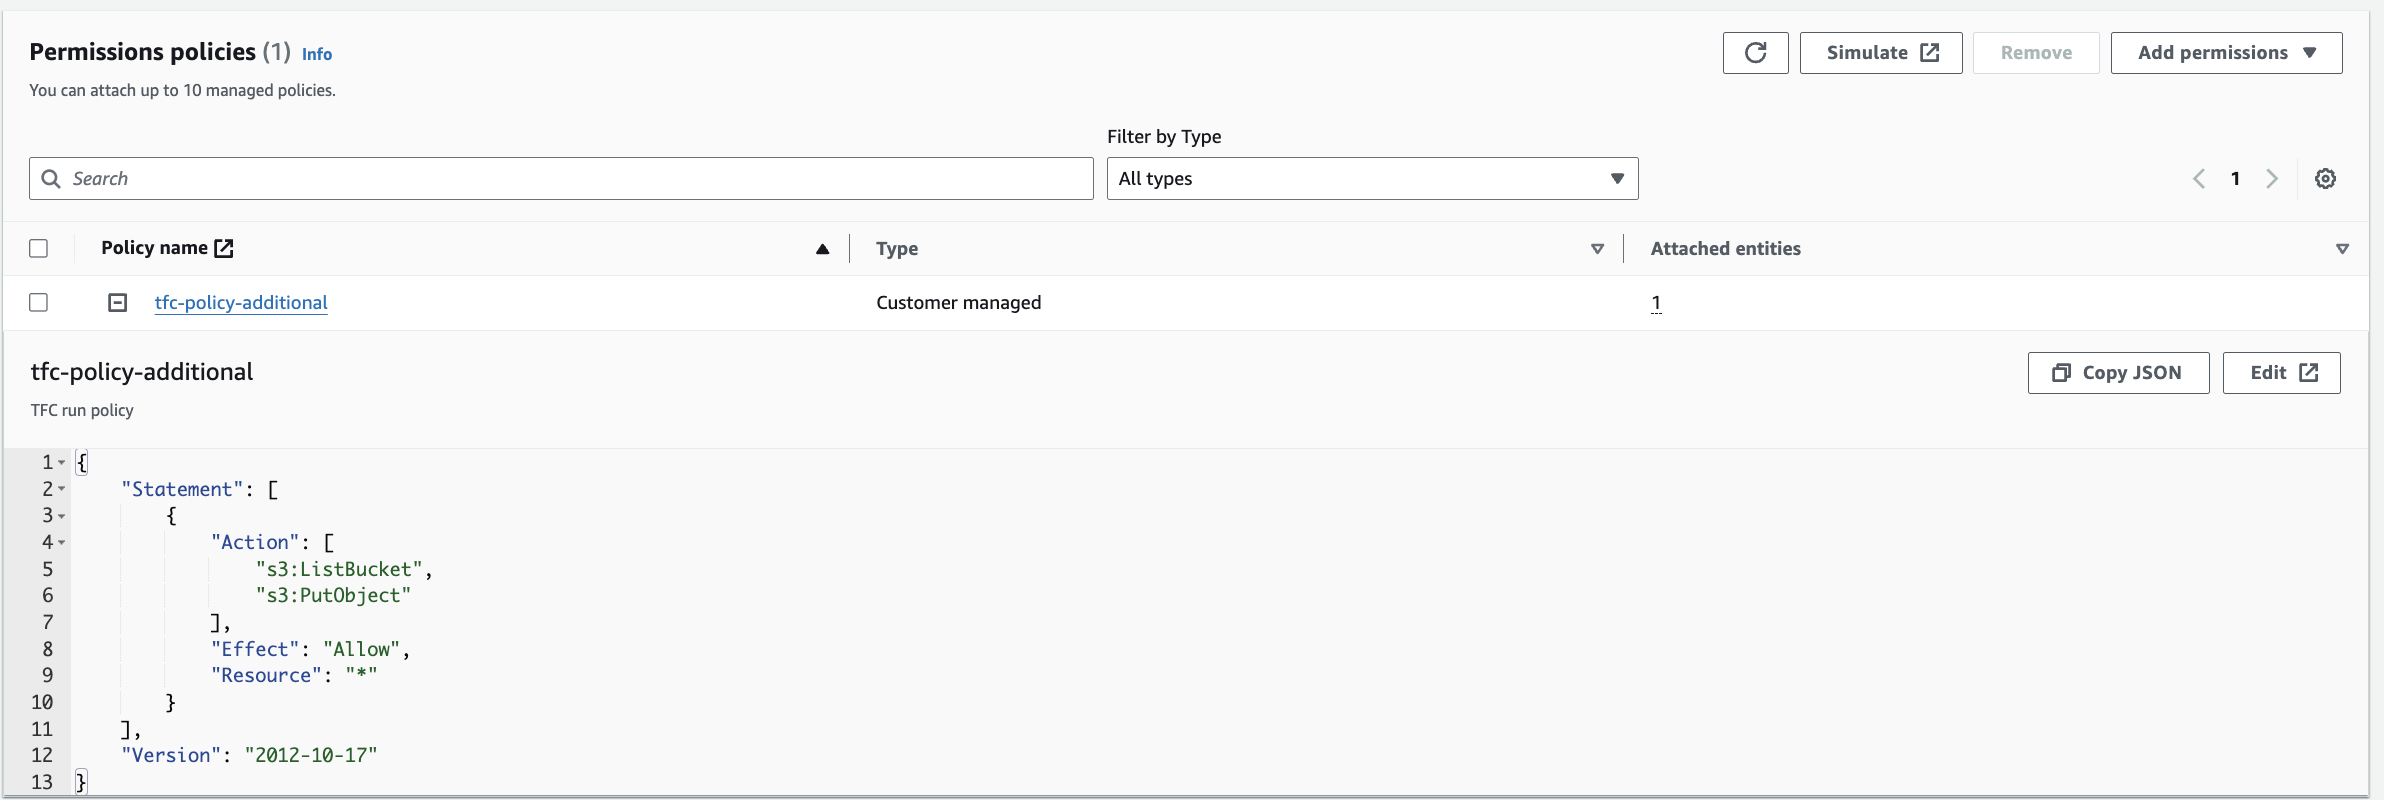 Permissions policies (1) Info
Simulate
Remove
Add permissions
You can attach up to 10 managed policies.
Filter by Type
Search
All types
1
Policy name
Type
Attached entities
tfc-policy-additional
Customer managed
1
tfc-policy-additional
Copy JSON
Edit
TFC run policy
1 {
2     "Statement": [
3         {
4             "Action": [
5                 "s3:ListBucket",
6                 "s3:PutObject"
7             ],
8             "Effect": "Allow",
9             "Resource": "*"
10         }
11     ],
12     "Version": "2012-10-17"
13 }